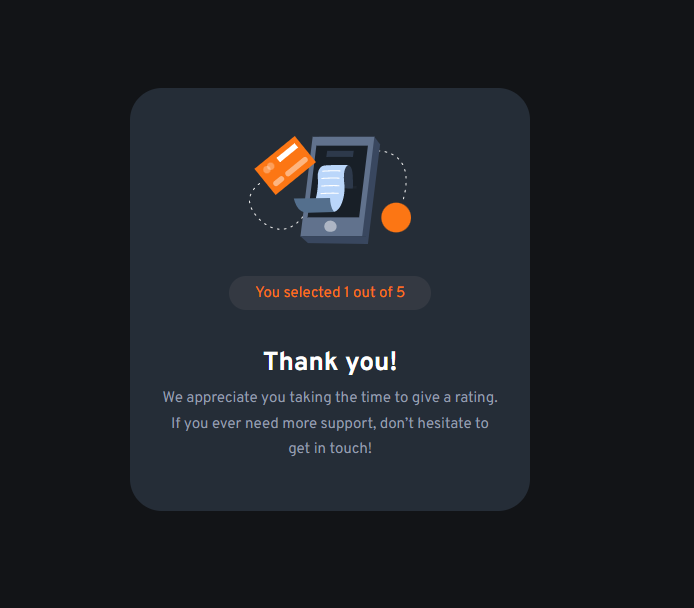 You selected 1 out of 5
Thank you!
We appreciate you taking the time to give a rating.
If you ever need more support, don’t hesitate to
get in touch!